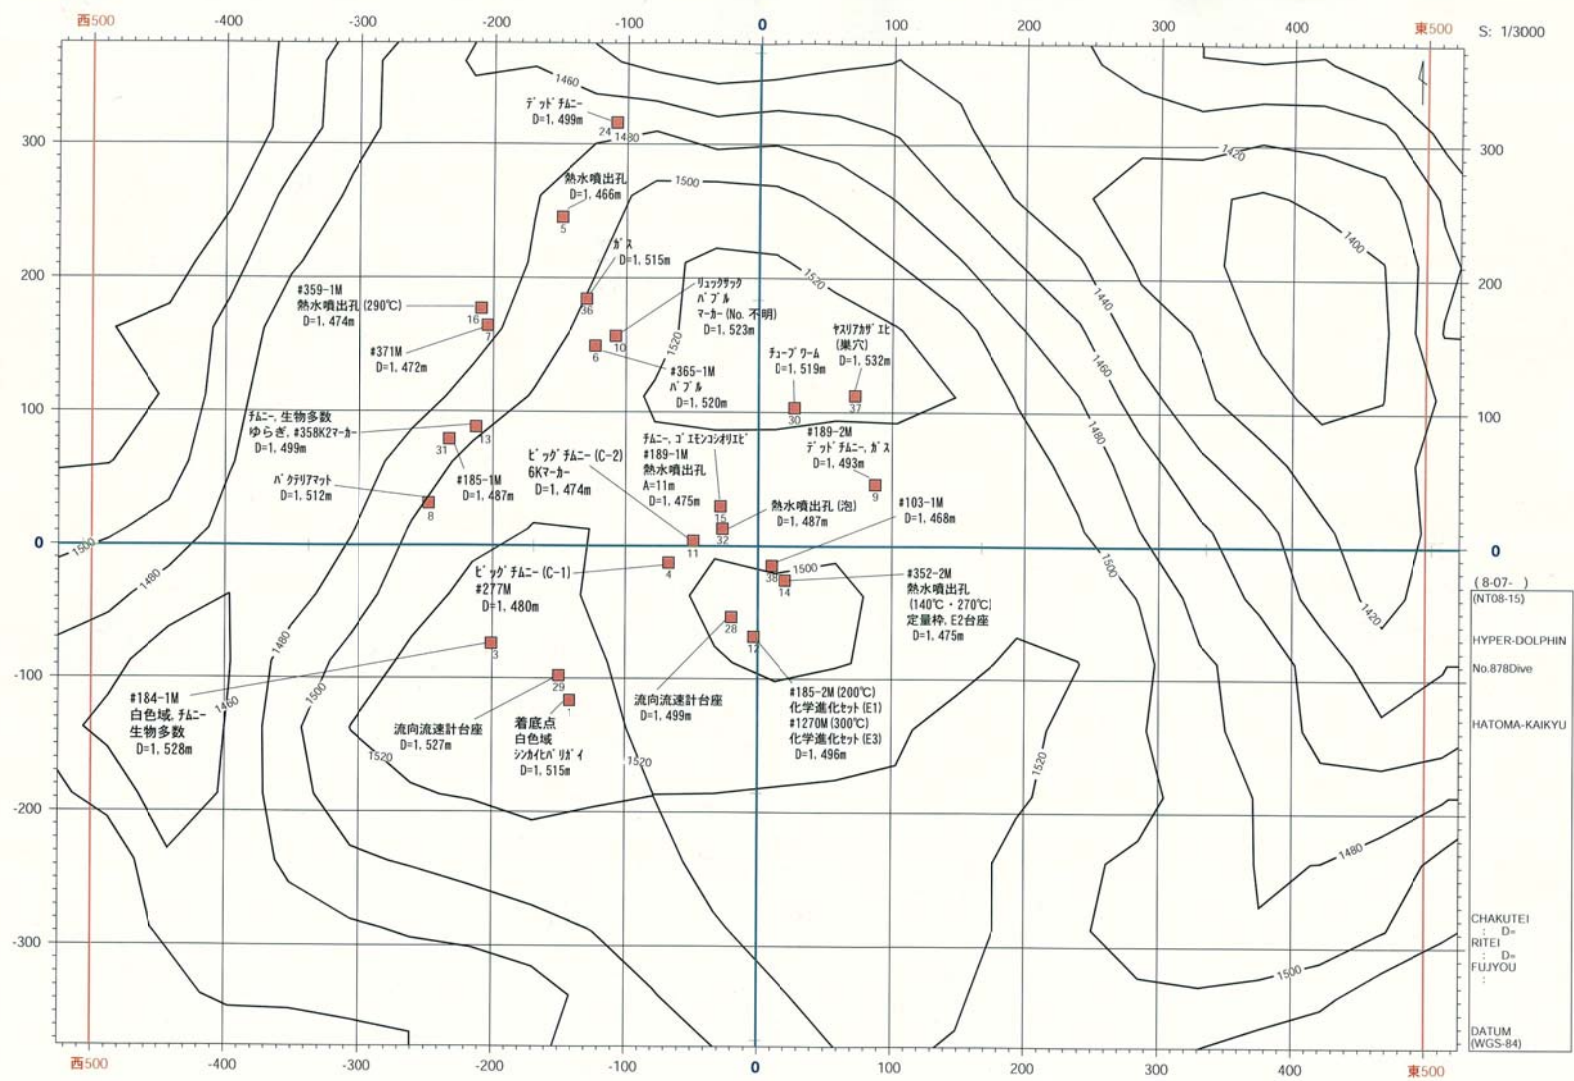 西500 -400 -300 -200 -100 0 100 200 300 400 東500
S: 1/3000
1460
デッドチムニー
D=1,499m
24
1480
300
300
1420
熱水噴出孔
D=1,466m
5
1500
1400
ガス
D=1,515m
36
200
200
#359-1M
熱水噴出孔(290℃)
D=1,474m
16
7
#371M
D=1,472m
リュックサック
バブル
マーカー(No.不明)
D=1,523m
10
6
#365-1M
バブル
D=1,520m
1520
1520
1440
1460
チューブワーム
D=1,519m
30
ヤスリアカザエビ
(巣穴)
D=1,532m
37
100
100
チムニー,生物多数
ゆらぎ,#358K2マーカー
D=1,499m
13
31
#185-1M
D=1,487m
バクテリアマット
D=1,512m
8
ビッグチムニー(C-2)
6Kマーカー
D=1,474m
11
チムニー,ゴエモンコシオリエビ
#189-1M
熱水噴出孔
A=11m
D=1,475m
15
#189-2M
デッドチムニー,ガス
D=1,493m
9
1480
熱水噴出孔(泡)
D=1,487m
32
#103-1M
D=1,468m
38
0
0
1500
1480
1480
1500
1460
ビッグチムニー(C-1)
#277M
D=1,480m
4
1500
14
#352-2M
熱水噴出孔
(140℃・270℃)
定量枠,E2台座
D=1,475m
1500
1420
(8-07- )
(NT08-15)
HYPER-DOLPHIN
No.878Dive
HATOMA-KAIKYU
28
12
3
-100
-100
#184-1M
白色域,チムニー
生物多数
D=1,528m
29
1
流向流速計台座
D=1,527m
着底点
白色域
シンカイヒバリガイ
D=1,515m
流向流速計台座
D=1,499m
#185-2M(200℃)
化学進化セット(E1)
#1270M(300℃)
化学進化セット(E3)
D=1,496m
1520
1520
1520
-200
-200
1480
1500
-300
-300
CHAKUTEI
: D=
RITEI
: D=
FUJYOU
:
DATUM
(WGS-84)
西500 -400 -300 -200 -100 0 100 200 300 400 東500